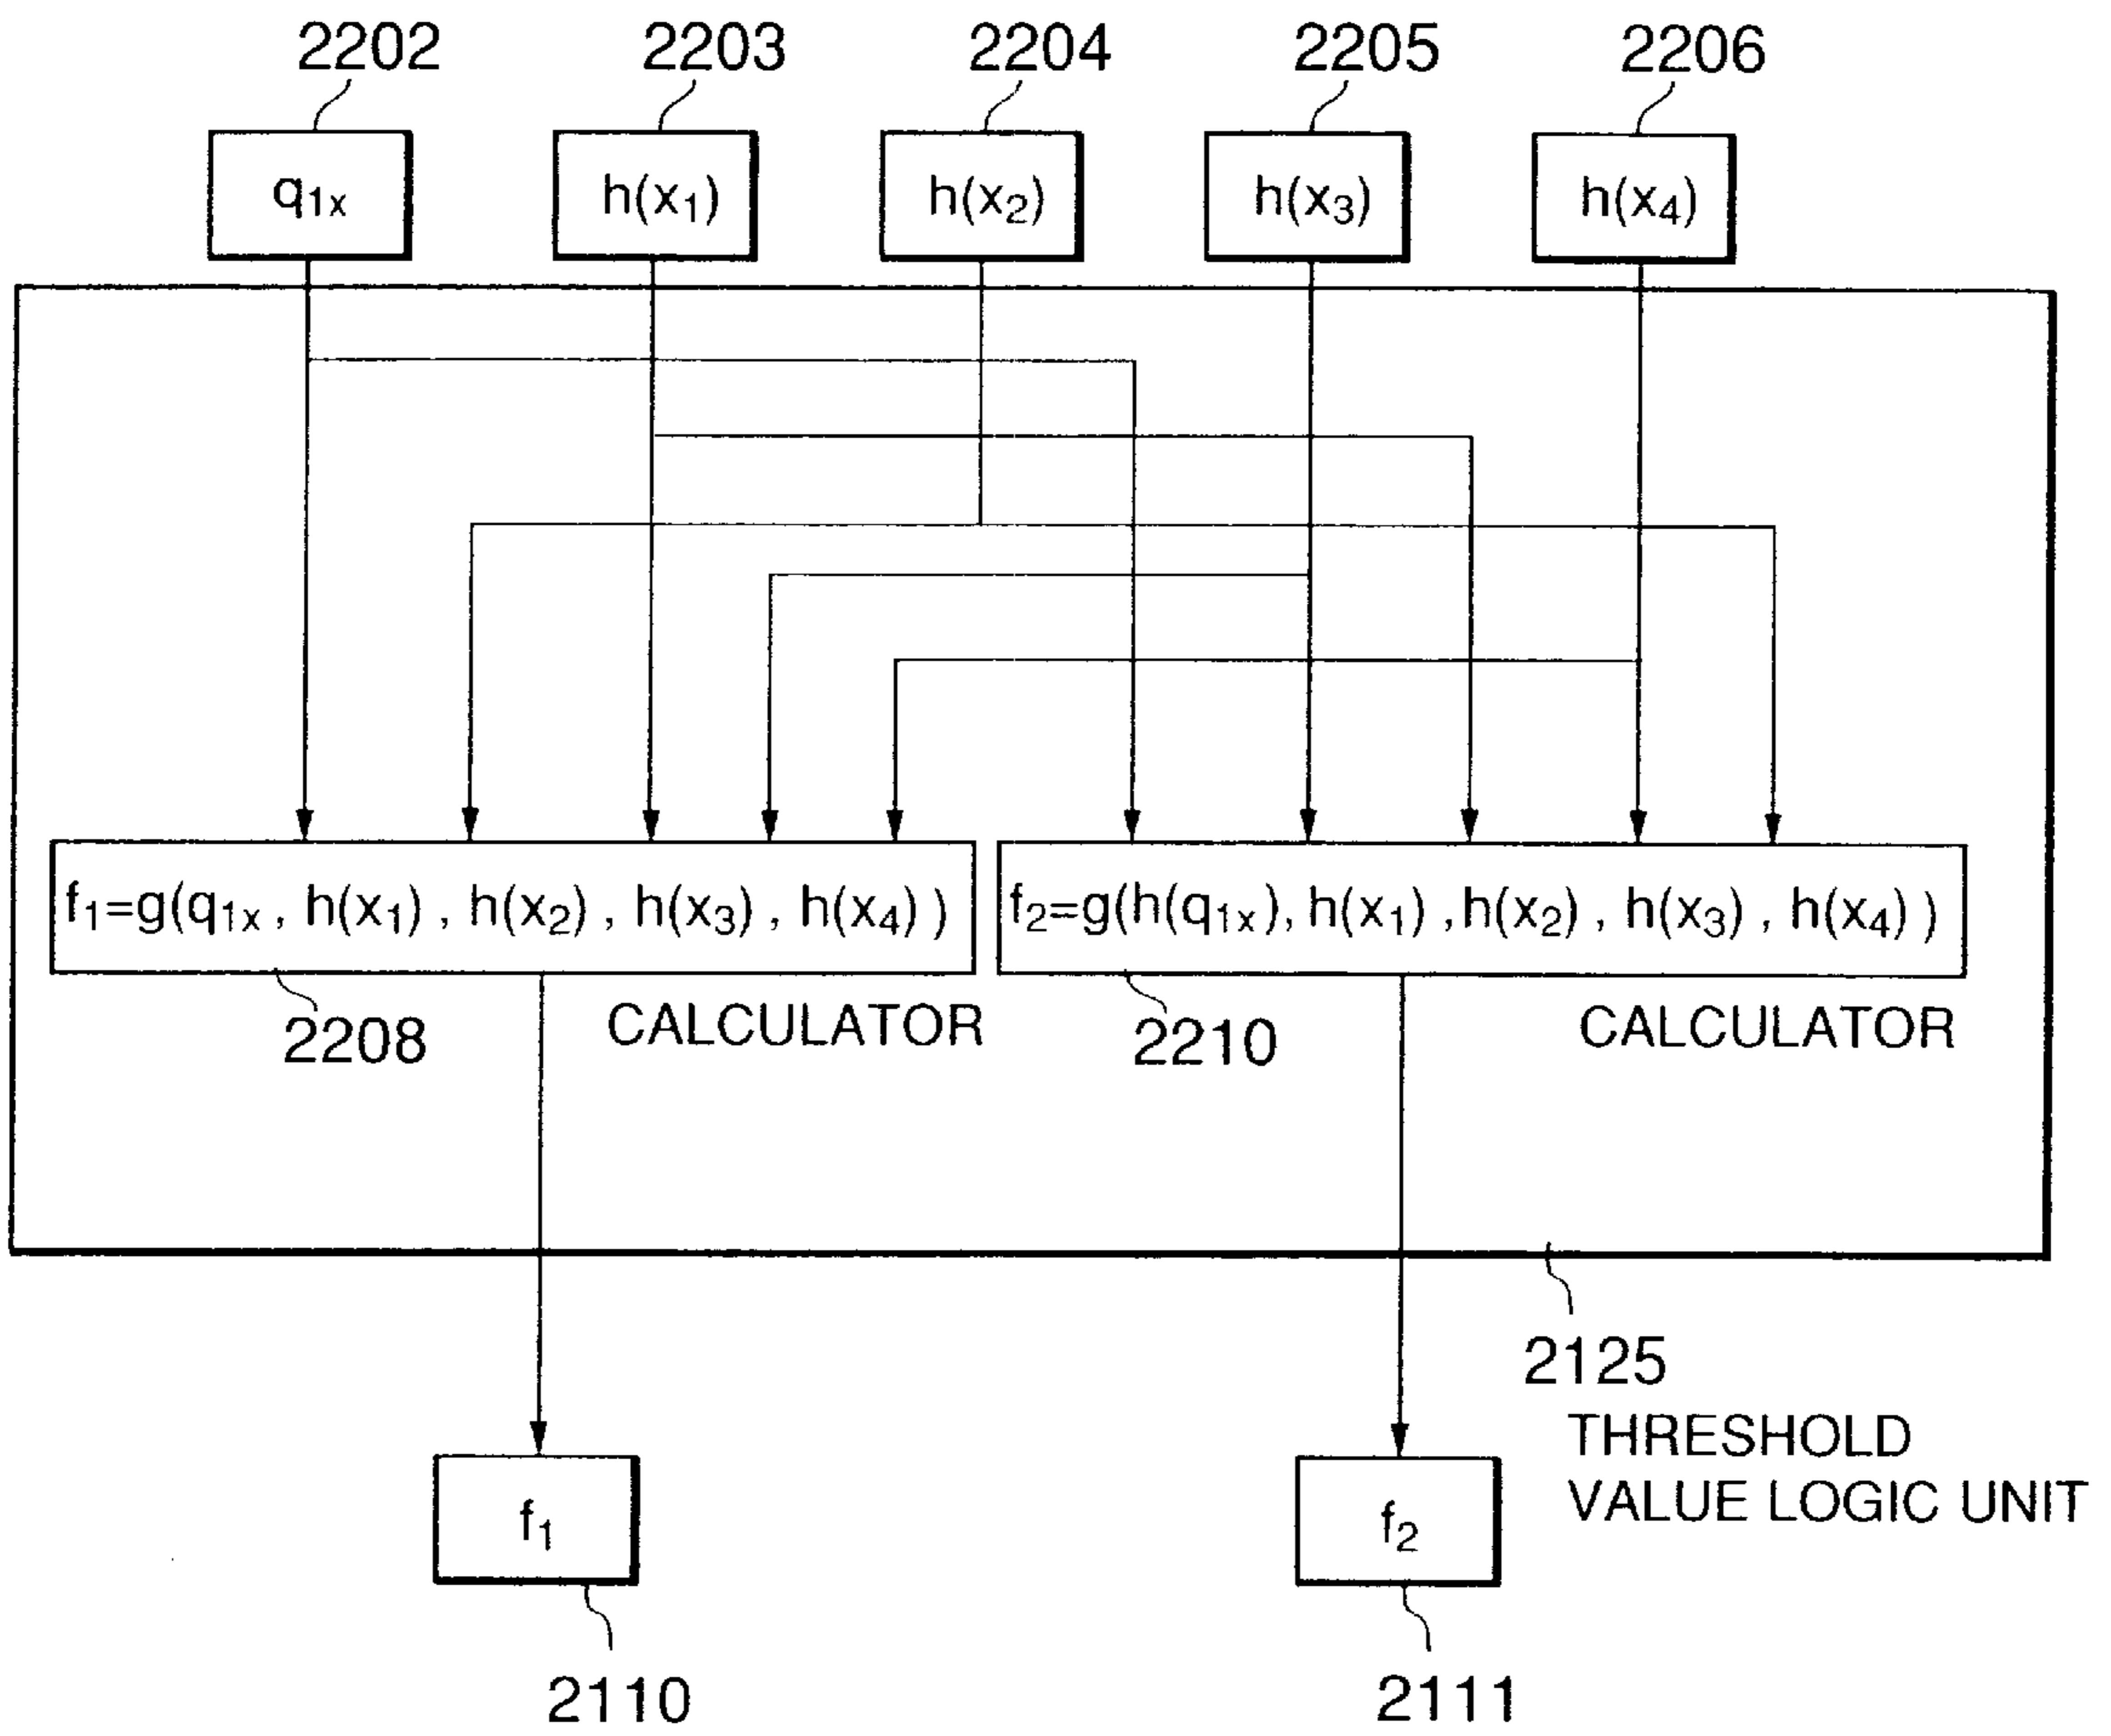 2202 2203 2204 2205 2206
q₁ₓ h(x₁) h(x₂) h(x₃) h(x₄)
f₁=g(q₁ₓ, h(x₁), h(x₂), h(x₃), h(x₄))
f₂=g(h(q₁ₓ), h(x₁), h(x₂), h(x₃), h(x₄))
2208 CALCULATOR 2210 CALCULATOR
2125
THRESHOLD
VALUE LOGIC UNIT
f₁ f₂
2110 2111